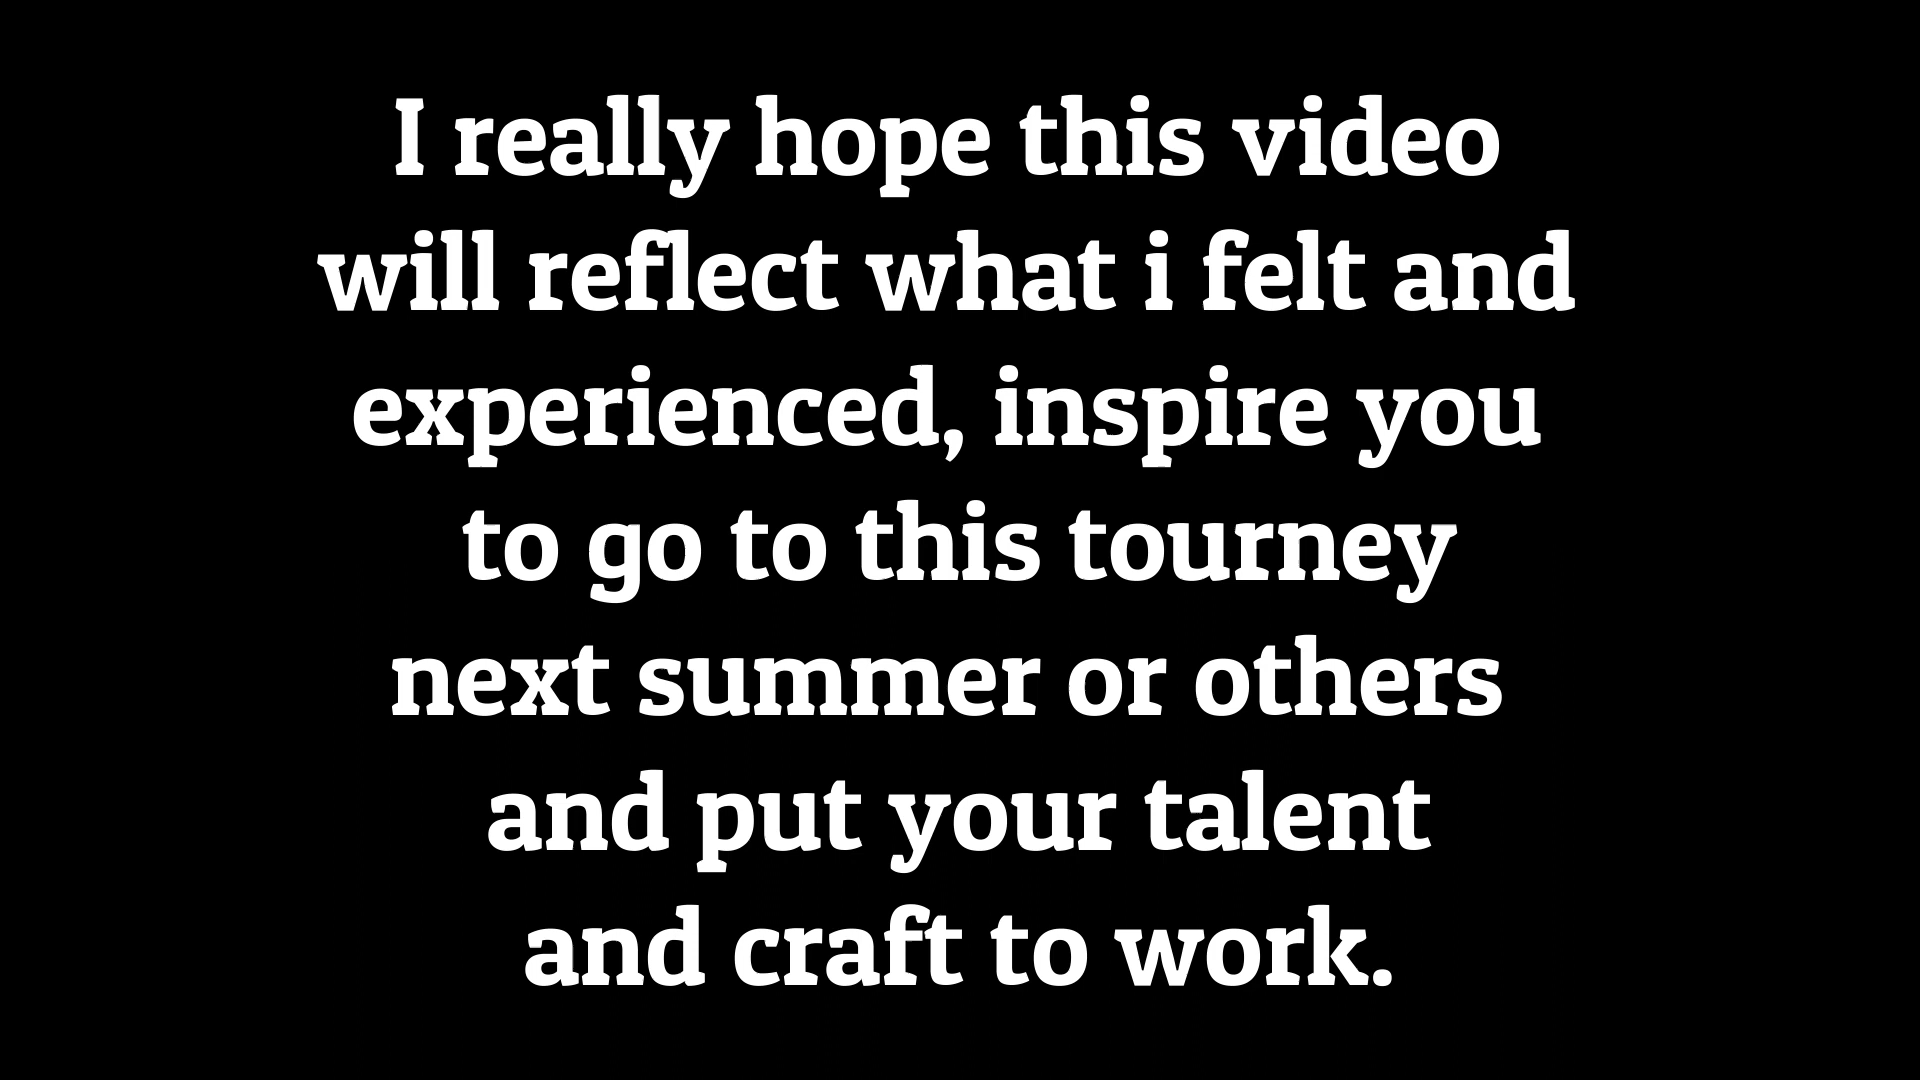 I really hope this video
will reflect what i felt and
experienced, inspire you
to go to this tourney
next summer or others
and put your talent
and craft to work.